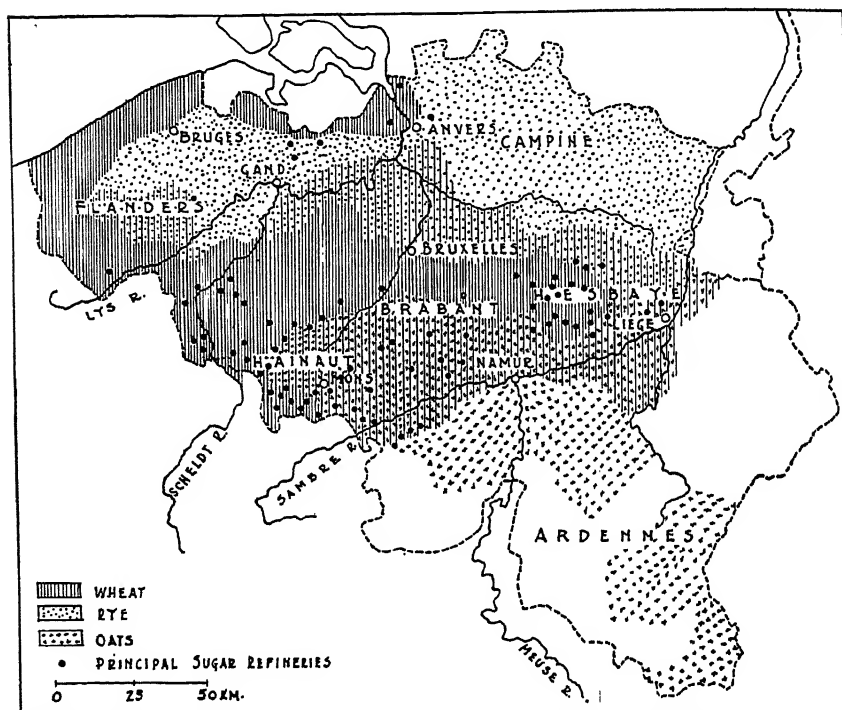 BRUGES
ANVERS
CAMPINE
GAND
FLANDERS
BRUXELLES
LYS R.
HESBAYE
BRABANT
LIEGE
HAINAUT
NAMUR
MONS
SCHELDT R.
SAMBRE R.
ARDENNES
MEUSE R.
WHEAT
RYE
OATS
PRINCIPAL SUGAR REFINERIES
0 25 50 KM.